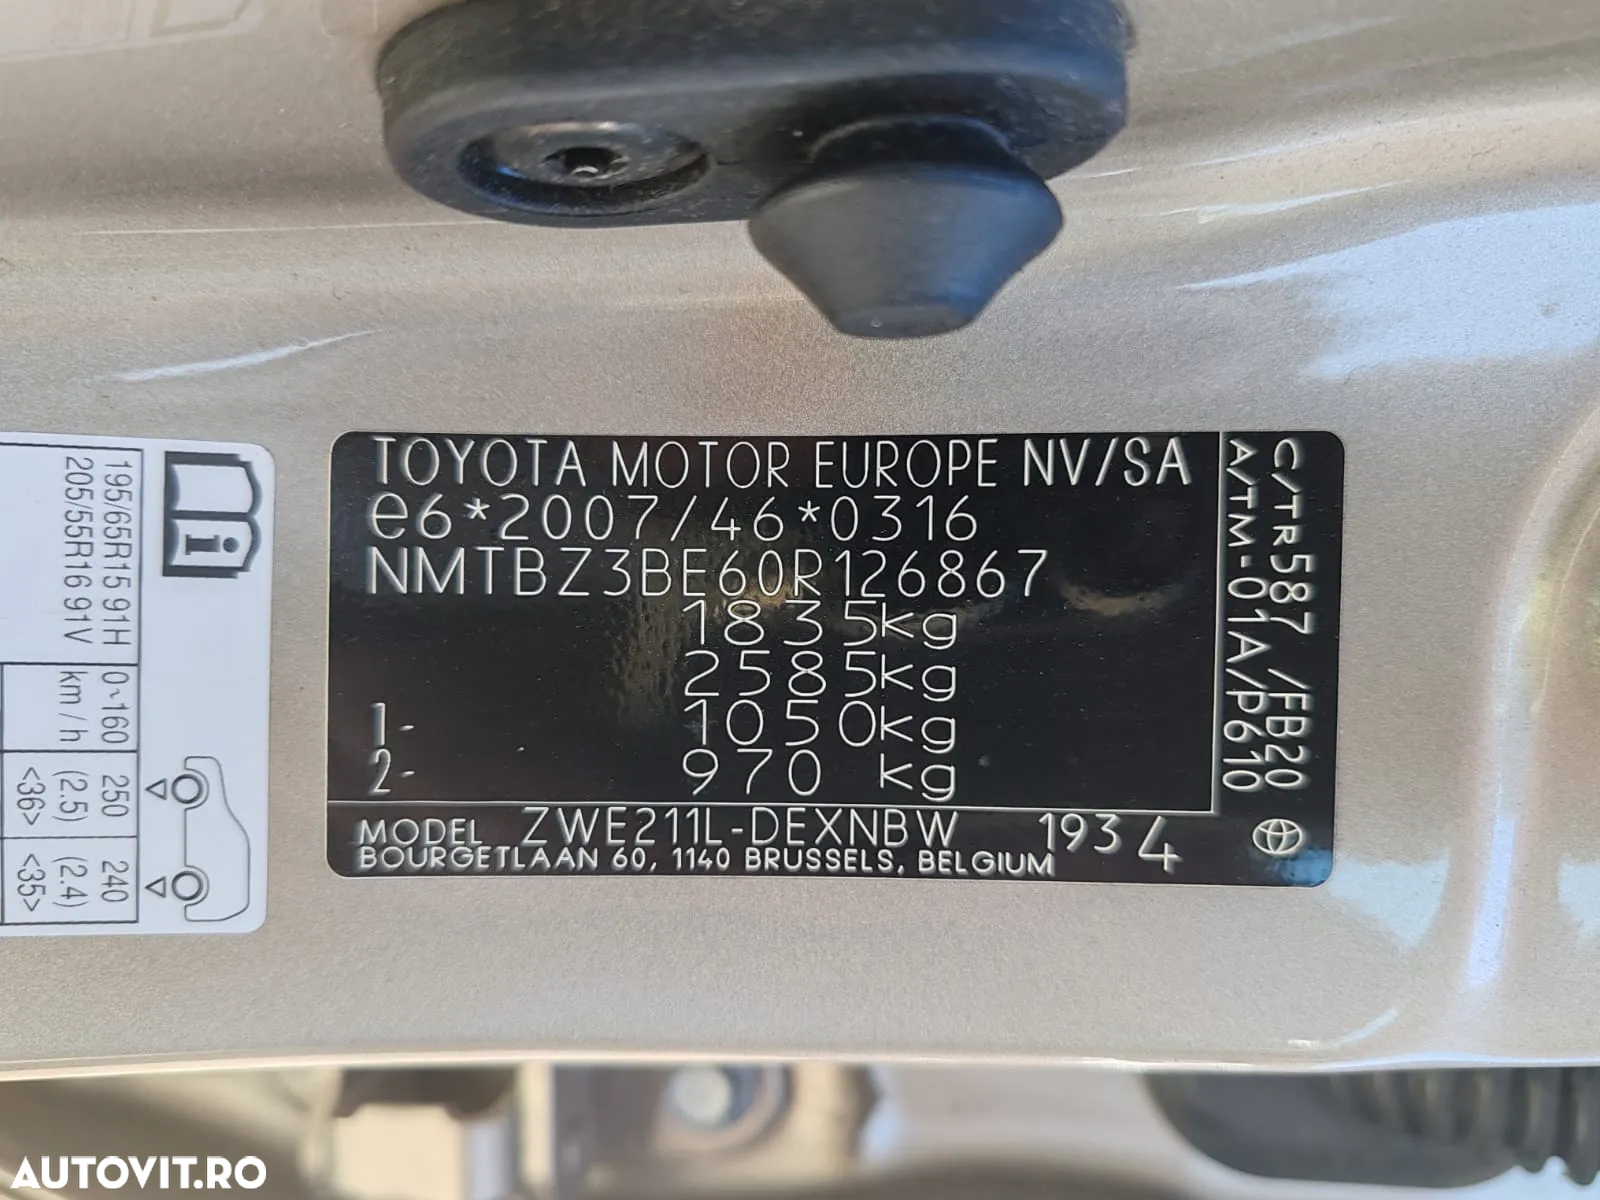 TOYOTA MOTOR EUROPE NV/SA
e6*2007/46*0316
NMTBZ3BE60R126867
1835kg
2585kg
1- 1050kg
2- 970 kg
MODEL ZWE211L-DEXNBW 1934
BOURGETLAAN 60, 1140 BRUSSELS, BELGIUM
C/TR587 /FB20
A/TM-01A/P610
195/65R15 91H
205/55R16 91V
0~160
km/h
250
(2.5)
<36>
240
(2.4)
<35>
i
AUTOVIT.RO